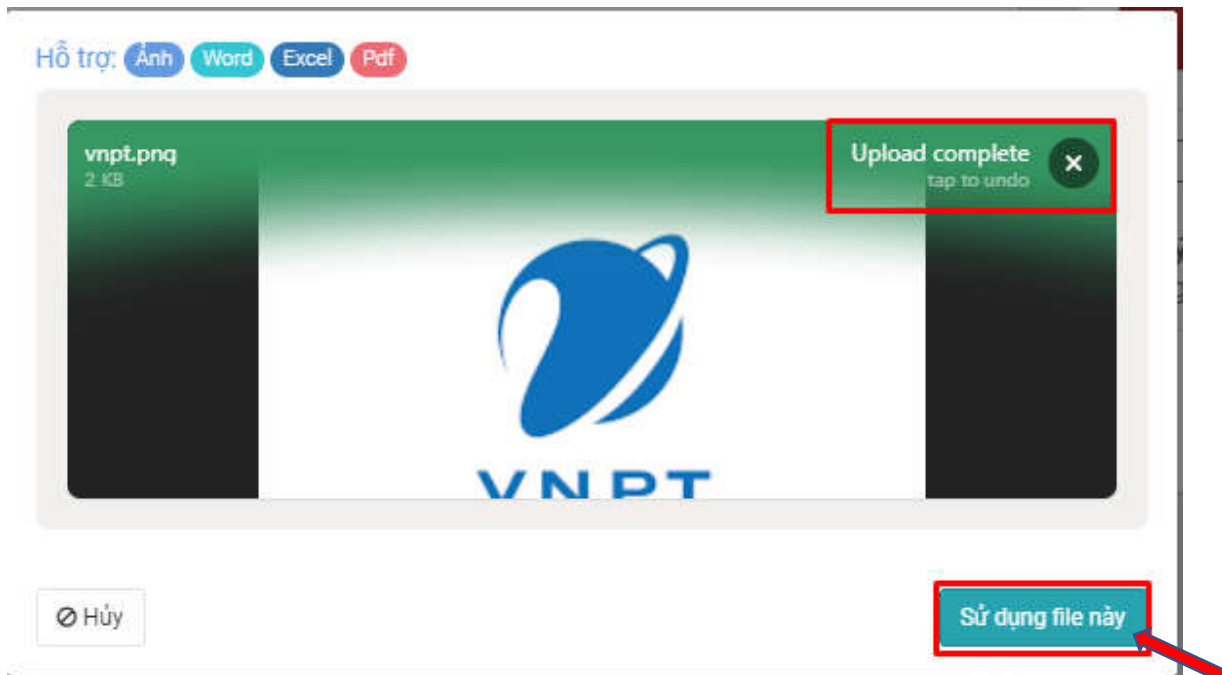 Hỗ trợ: Ảnh Word Excel Pdf
vnpt.png
2 KB
Upload complete
tap to undo
VNPT
Hủy
Sử dụng file này